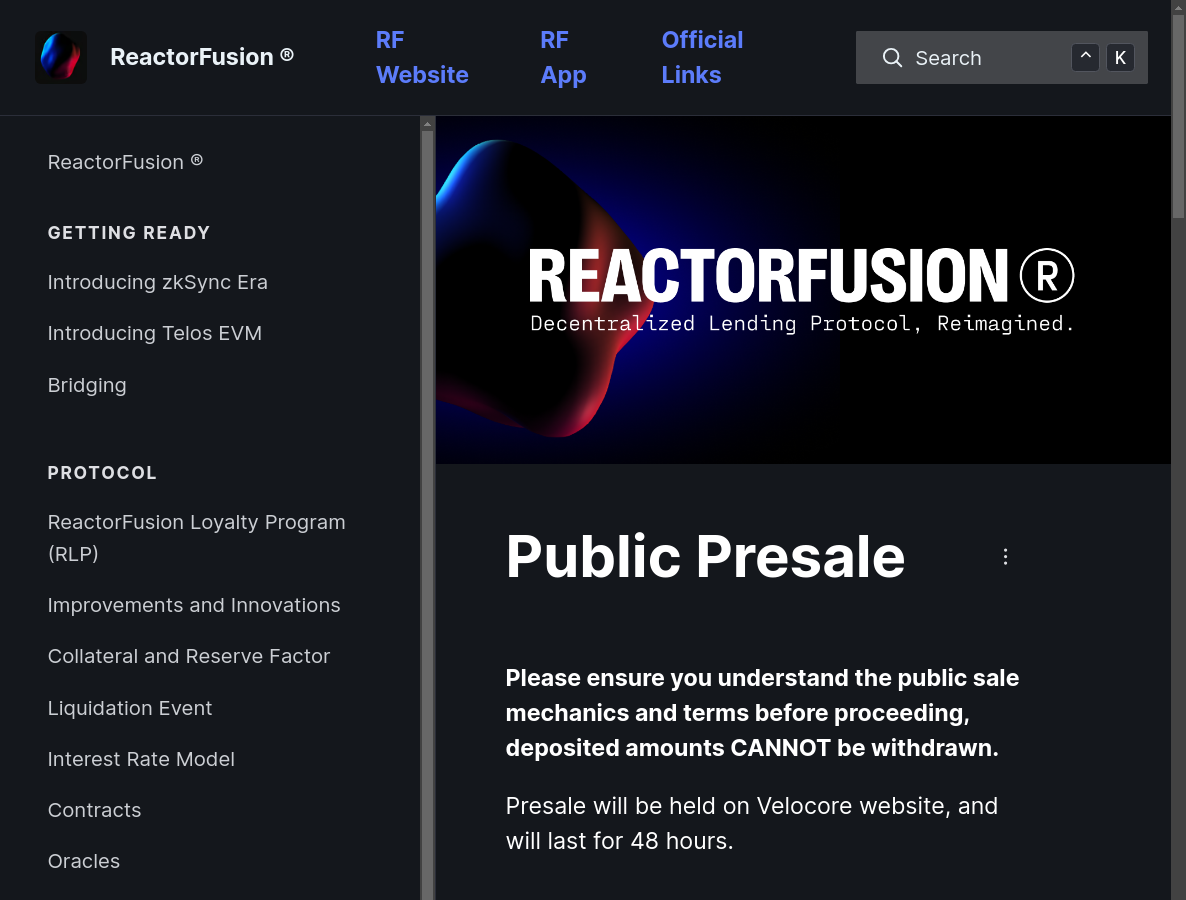 ReactorFusion ®
RF Website
RF App
Official Links
Search
^ K
ReactorFusion ®
GETTING READY
Introducing zkSync Era
Introducing Telos EVM
Bridging
PROTOCOL
ReactorFusion Loyalty Program
(RLP)
Improvements and Innovations
Collateral and Reserve Factor
Liquidation Event
Interest Rate Model
Contracts
Oracles
REACTORFUSION®
Decentralized Lending Protocol, Reimagined.
Public Presale
Please ensure you understand the public sale
mechanics and terms before proceeding,
deposited amounts CANNOT be withdrawn.
Presale will be held on Velocore website, and
will last for 48 hours.